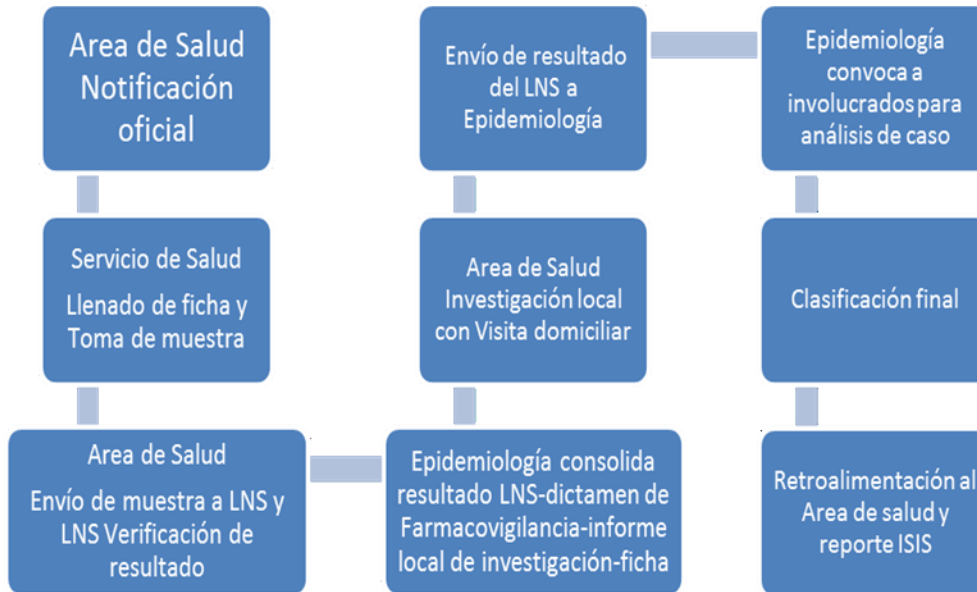 Area de Salud
Notificación
oficial
Servicio de Salud
Llenado de ficha y
Toma de muestra
Area de Salud
Envío de muestra a LNS y
LNS Verificación de
resultado
Epidemiología consolida
resultado LNS-dictamen de
Farmacovigilancia-informe
local de investigación-ficha
Area de Salud
Investigación local
con Visita domiciliar
Envío de resultado
del LNS a
Epidemiología
Epidemiología
convoca a
involucrados para
análisis de caso
Clasificación final
Retroalimentación al
Area de salud y
reporte ISIS